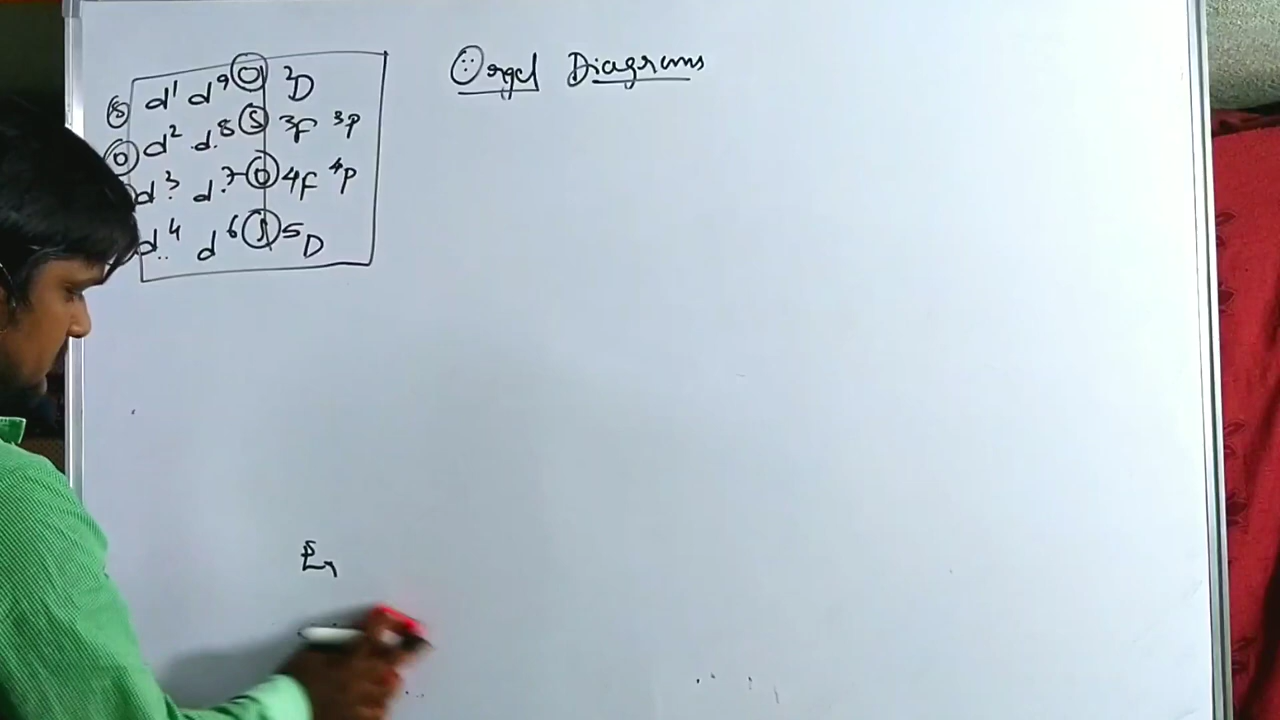 Orgel Diagrams
S d¹ d⁹ O ²D
O d² d⁸ S ³F ³P
d³ d⁷ O ⁴F ⁴P
d⁴ d⁶ S ⁵D